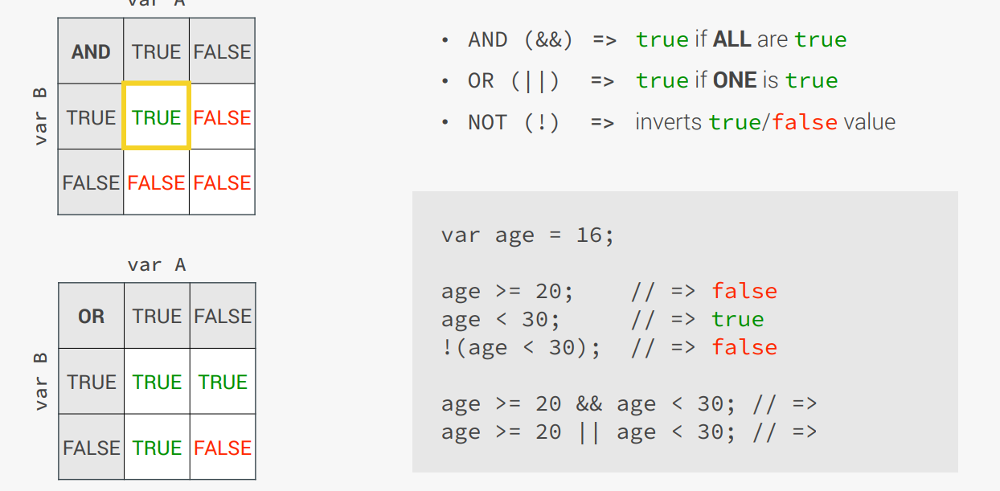 var A
AND TRUE FALSE
var B
TRUE TRUE FALSE
FALSE FALSE FALSE
var A
OR TRUE FALSE
var B
TRUE TRUE TRUE
FALSE TRUE FALSE
• AND (&&) => true if ALL are true
• OR (||) => true if ONE is true
• NOT (!) => inverts true/false value
var age = 16;
age >= 20; // => false
age < 30; // => true
!(age < 30); // => false
age >= 20 && age < 30; // =>
age >= 20 || age < 30; // =>